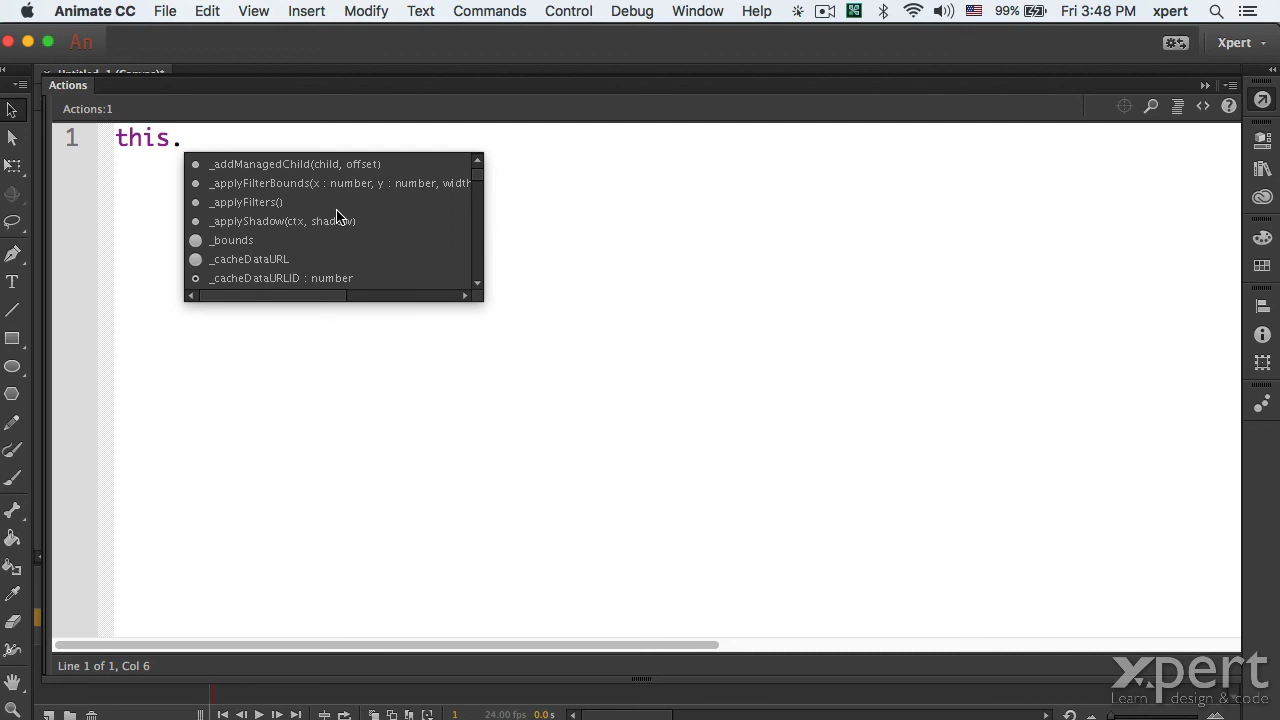 Animate CC File Edit View Insert Modify Text Commands Control Debug Window Help 99% Fri 3:48 PM xpert
An Xpert
Untitled-1 (Canvas)*
Actions
Actions:1
1 this.
_addManagedChild(child, offset)
_applyFilterBounds(x : number, y : number, width
_applyFilters()
_applyShadow(ctx, shadow)
_bounds
_cacheDataURL
_cacheDataURLID : number
Line 1 of 1, Col 6
xpert
Learn design & code
1 24.00 fps 0.0 s